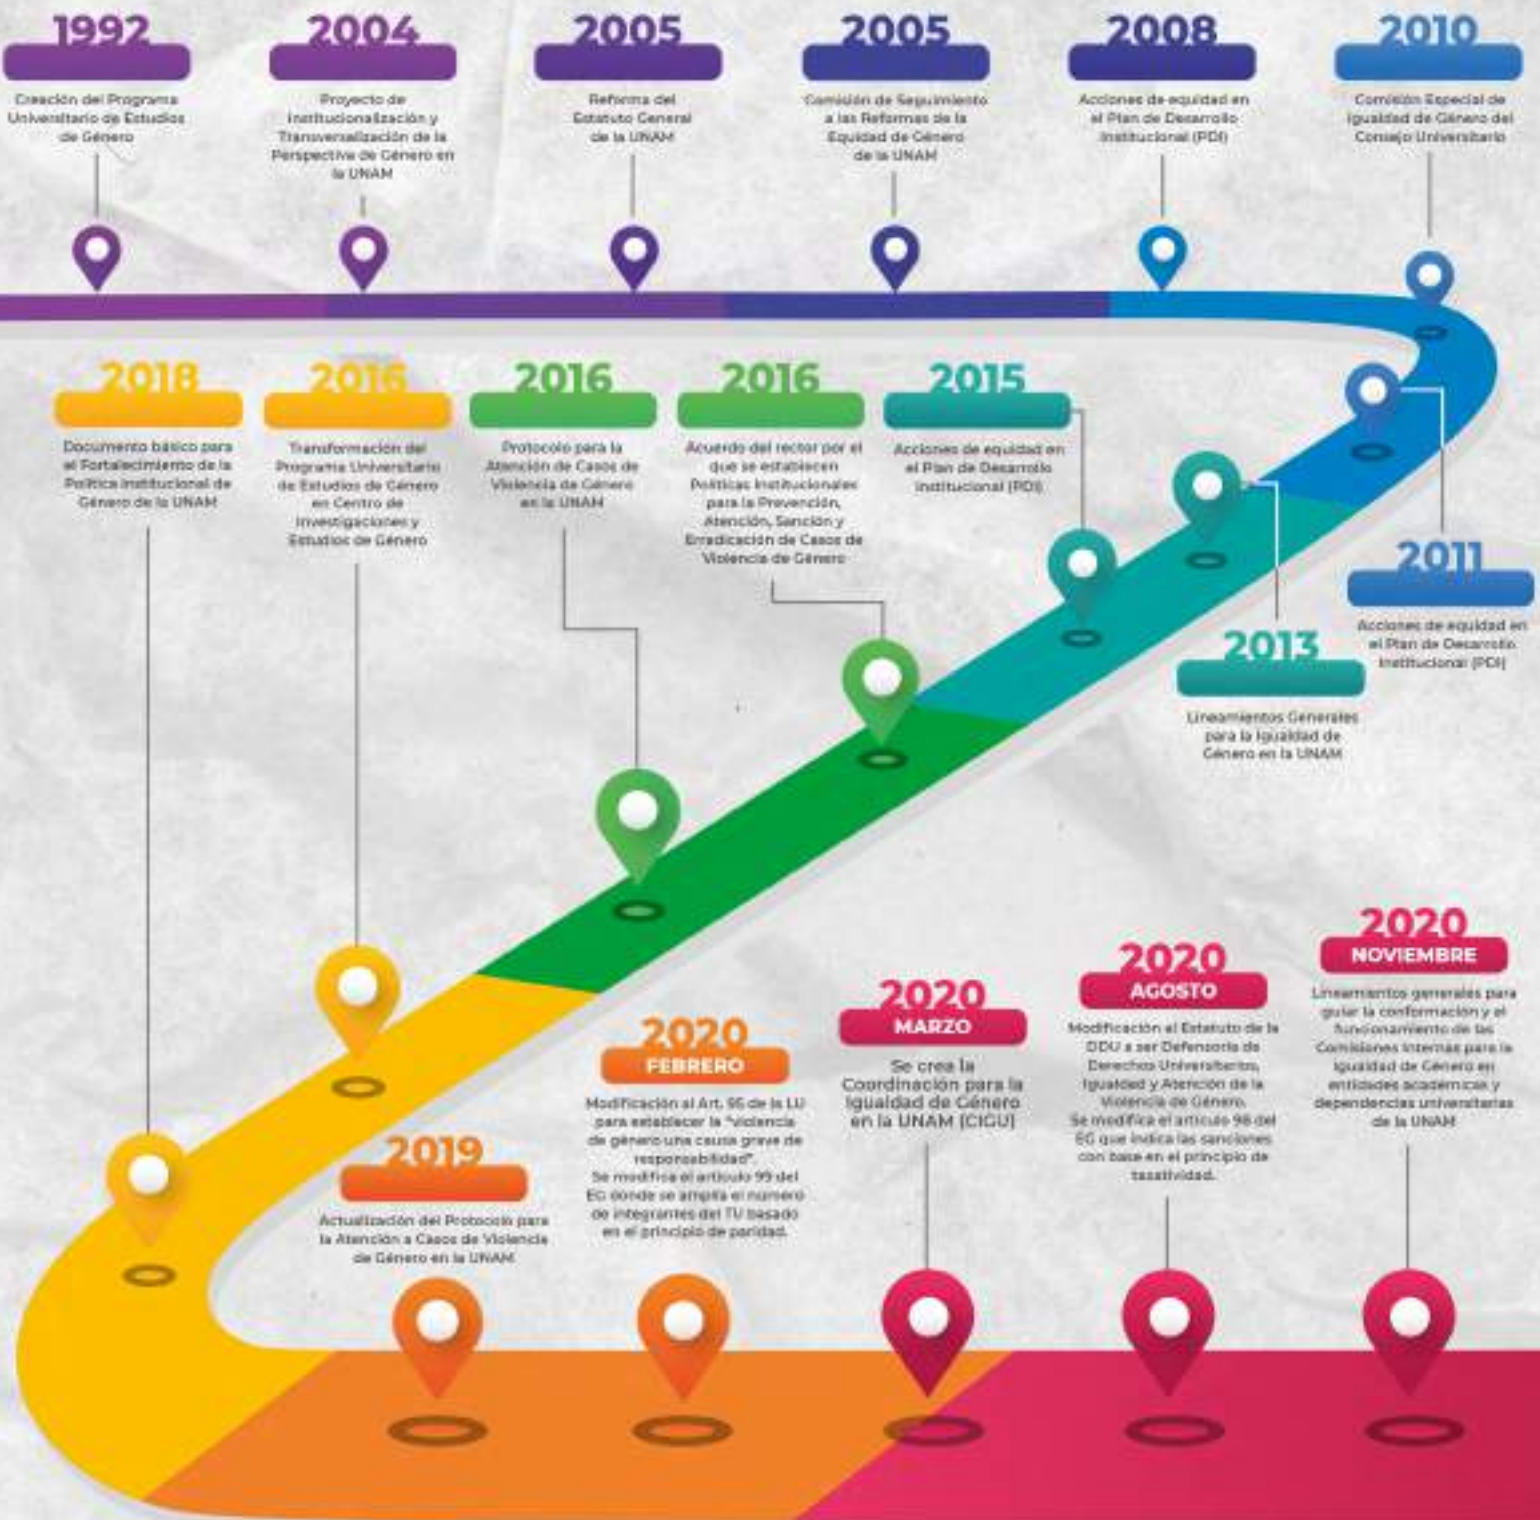 1992
Creación del Programa
Universitario de Estudios
de Género
2004
Proyecto de
Institucionalización y
Transversalización de la
Perspectiva de Género en
la UNAM
2005
Reforma del
Estatuto General
de la UNAM
2005
Comisión de Seguimiento
a las Reformas de la
Equidad de Género
de la UNAM
2008
Acciones de equidad en
el Plan de Desarrollo
Institucional (PDI)
2010
Comisión Especial de
Igualdad de Género del
Consejo Universitario
2011
Acciones de equidad en
el Plan de Desarrollo
Institucional (PDI)
2013
Lineamientos Generales
para la Igualdad de
Género en la UNAM
2015
Acciones de equidad en
el Plan de Desarrollo
Institucional (PDI)
2016
Acuerdo del rector por el
que se establecen
Políticas Institucionales
para la Prevención,
Atención, Sanción y
Erradicación de Casos de
Violencia de Género
2016
Protocolo para la
Atención de Casos de
Violencia de Género
en la UNAM
2016
Transformación del
Programa Universitario
de Estudios de Género
en Centro de
Investigaciones y
Estudios de Género
2018
Documento básico para
el Fortalecimiento de la
Política Institucional de
Género de la UNAM
2019
Actualización del Protocolo para
la Atención a Casos de Violencia
de Género en la UNAM
2020
FEBRERO
Modificación al Art. 95 de la LU
para establecer la "violencia
de género una causa grave de
responsabilidad".
Se modifica el artículo 99 del
EG donde se amplía el número
de integrantes del TU basado
en el principio de paridad.
2020
MARZO
Se crea la
Coordinación para la
Igualdad de Género
en la UNAM (CIGU)
2020
AGOSTO
Modificación al Estatuto de la
DDU a ser Defensoría de
Derechos Universitarios,
Igualdad y Atención de la
Violencia de Género.
Se modifica el artículo 98 del
EG que indica las sanciones
con base en el principio de
taxatividad.
2020
NOVIEMBRE
Lineamientos generales para
guiar la conformación y el
funcionamiento de las
Comisiones Internas para la
Igualdad de Género en
entidades académicas y
dependencias universitarias
de la UNAM